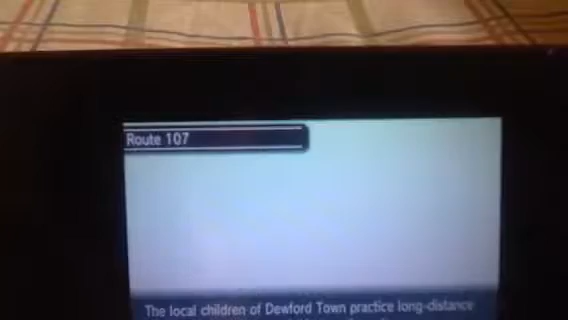 Route 107
The local children of Dewford Town practice long-distance